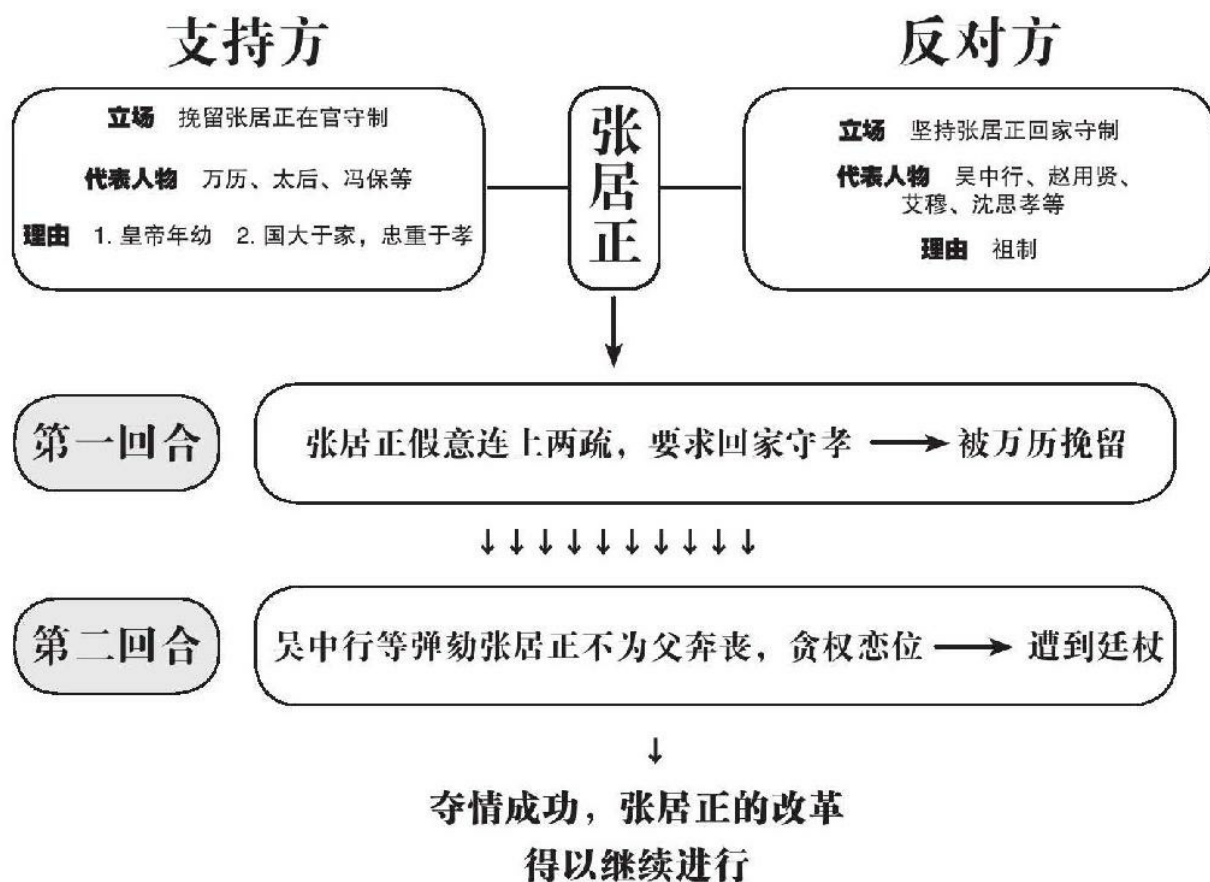 支持方
立场 挽留张居正在官守制
代表人物 万历、太后、冯保等
理由 1. 皇帝年幼 2. 国大于家，忠重于孝
张居正
反对方
立场 坚持张居正回家守制
代表人物 吴中行、赵用贤、
艾穆、沈思孝等
理由 祖制
第一回合
张居正假意连上两疏，要求回家守孝 → 被万历挽留
第二回合
吴中行等弹劾张居正不为父奔丧，贪权恋位 → 遭到廷杖
夺情成功，张居正的改革
得以继续进行